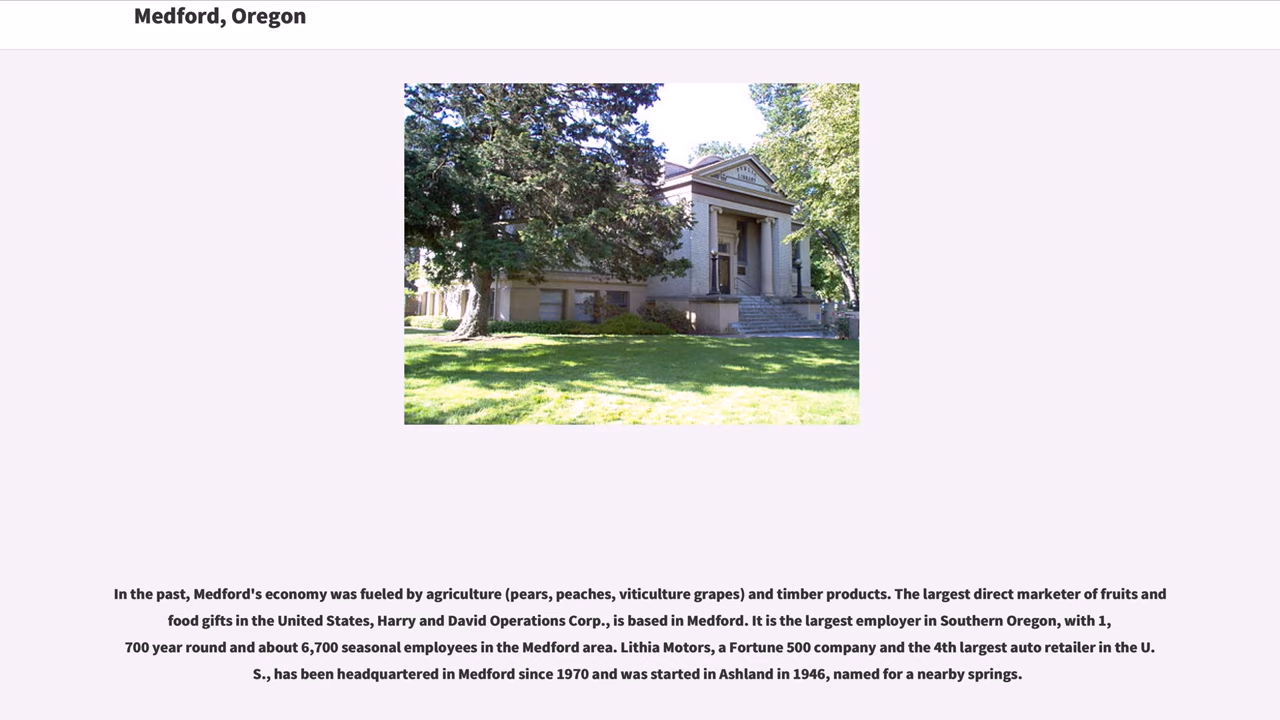 Medford, Oregon
LIBRARY
In the past, Medford's economy was fueled by agriculture (pears, peaches, viticulture grapes) and timber products. The largest direct marketer of fruits and
food gifts in the United States, Harry and David Operations Corp., is based in Medford. It is the largest employer in Southern Oregon, with 1,
700 year round and about 6,700 seasonal employees in the Medford area. Lithia Motors, a Fortune 500 company and the 4th largest auto retailer in the U.
S., has been headquartered in Medford since 1970 and was started in Ashland in 1946, named for a nearby springs.